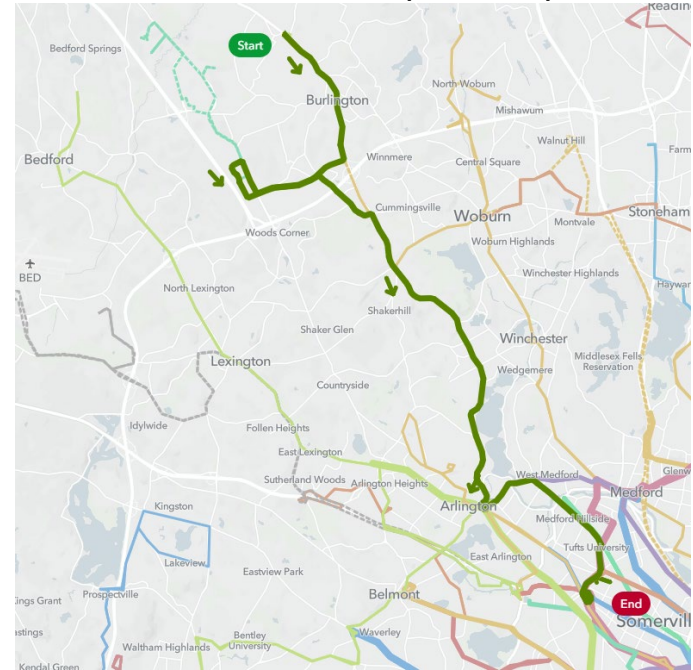 Reading
Bedford Springs
Start
North Woburn
Burlington
Mishawum
Walnut Hill
Farm
Bedford
Winnmere
Central Square
Cummingsville
Woburn
Stoneham
Montvale
Woods Corner
Woburn Highlands
BED
Winchester Highlands
North Lexington
Haywar
Shakerhill
Shaker Glen
Winchester
Middlesex Fells
Reservation
Lexington
Wedgemere
Countryside
Idylwide
Follen Heights
East Lexington
Sutherland Woods
Arlington Heights
West Medford
Glenw
Medford
Kingston
Arlington
Medford Hillside
Tufts University
Lakeview
East Arlington
Eastview Park
Kings Grant
Prospectville
Belmont
End
Somervill
astings
Bentley
University
Waverley
Waltham Highlands
Kendal Green